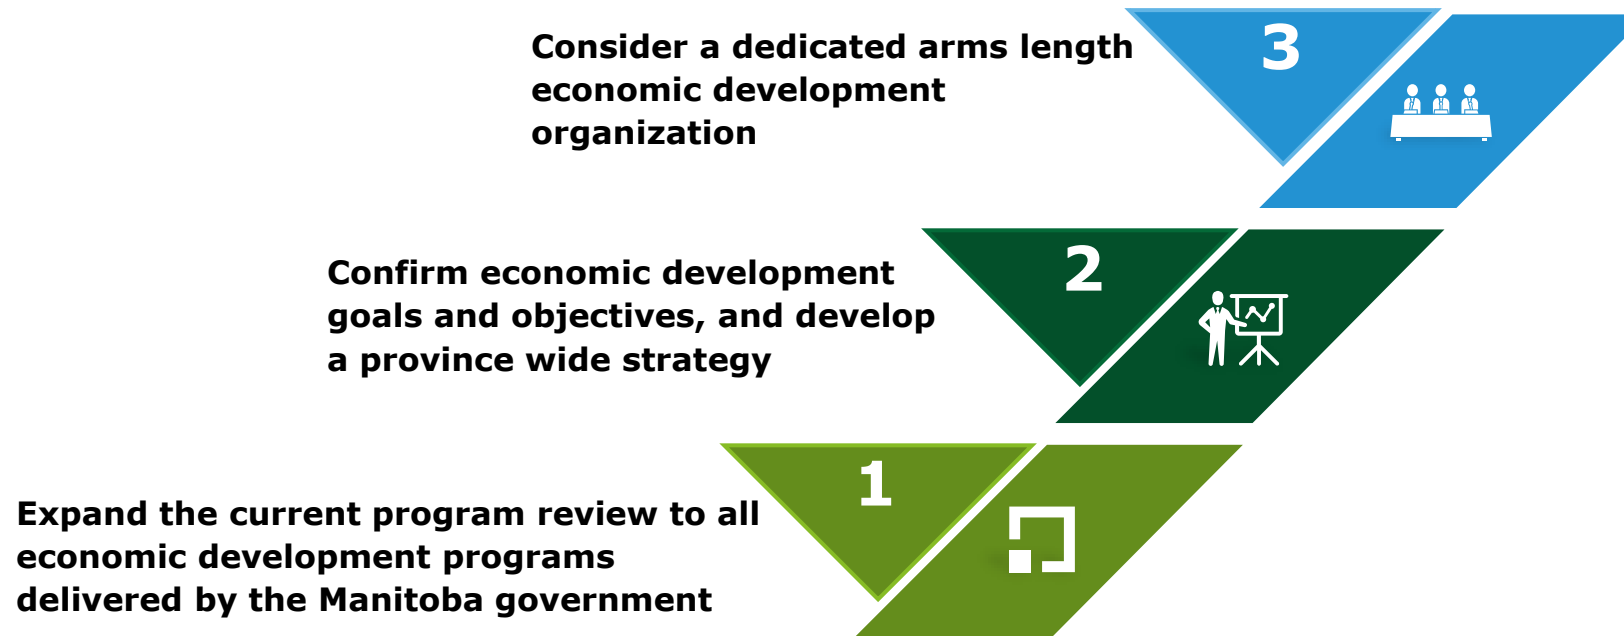 Consider a dedicated arms length
economic development
organization
3
Confirm economic development
goals and objectives, and develop
a province wide strategy
2
Expand the current program review to all
economic development programs
delivered by the Manitoba government
1